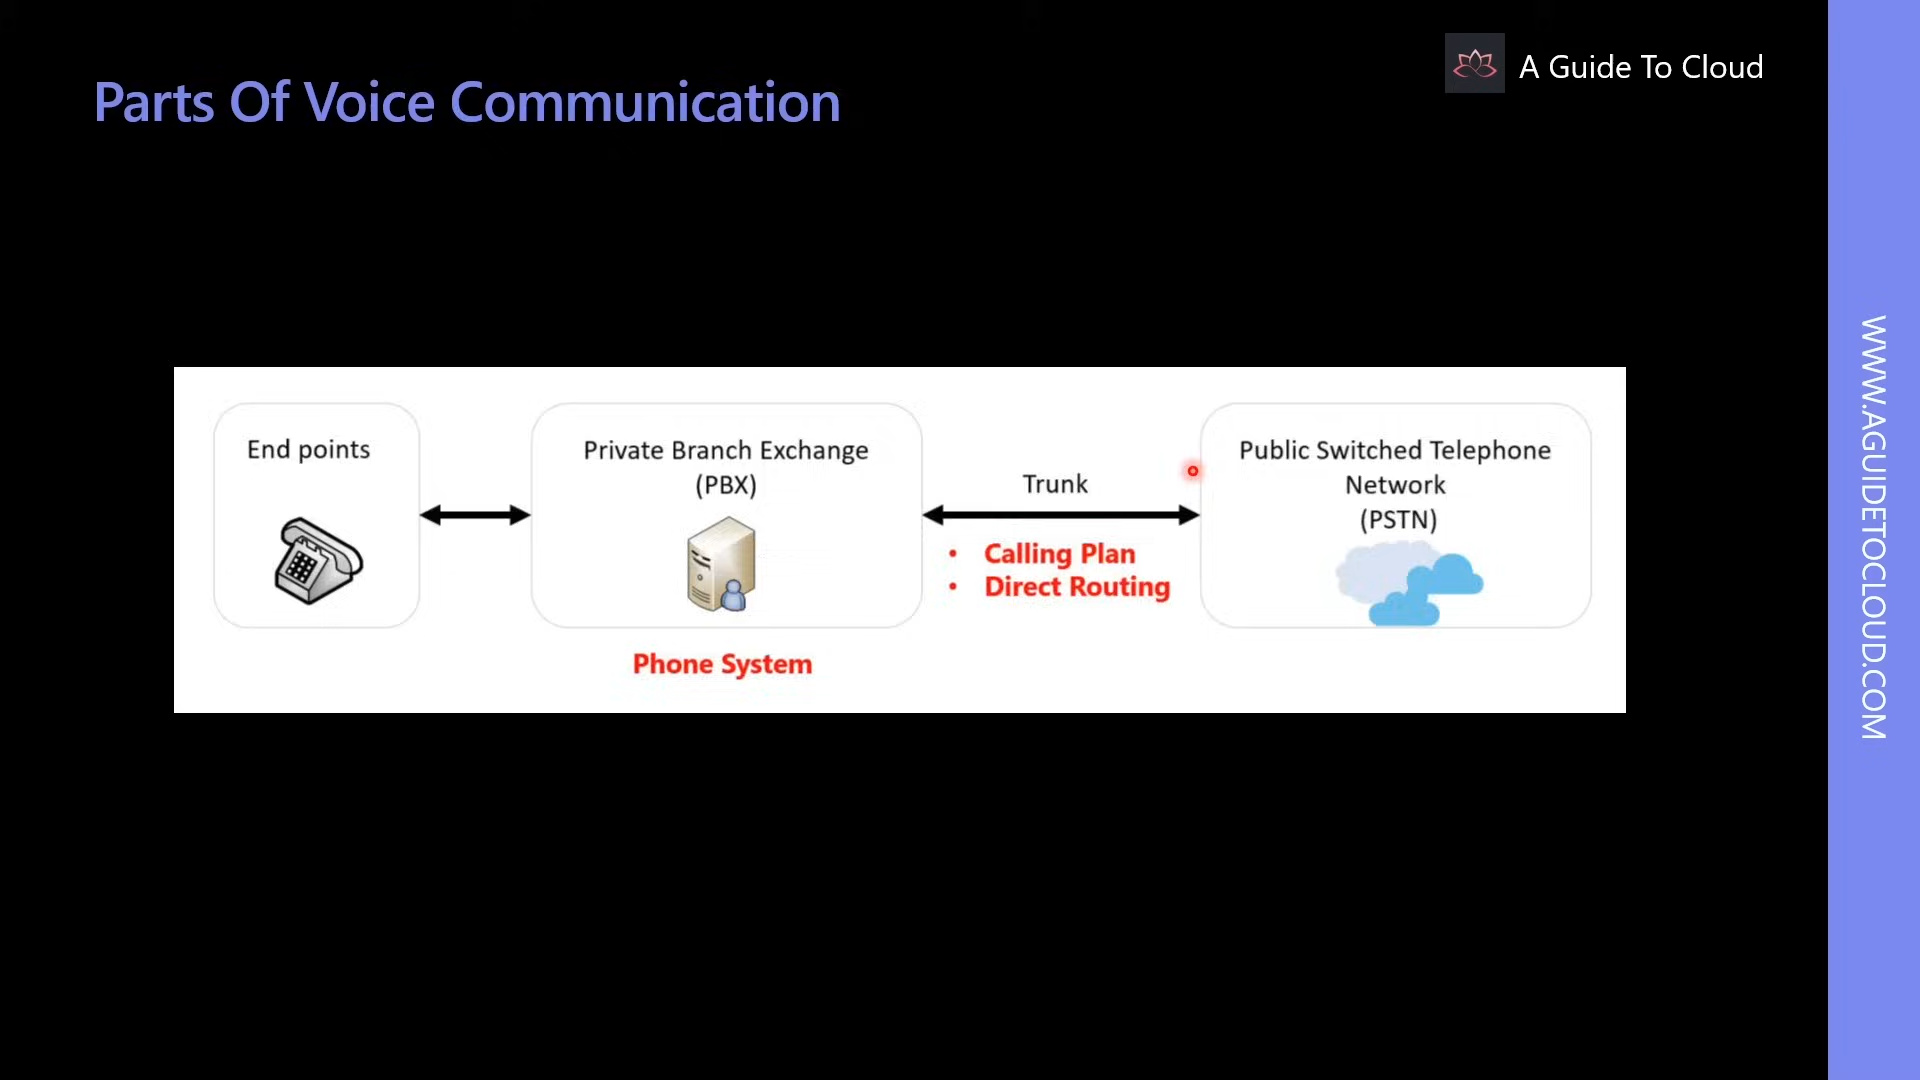 A Guide To Cloud
Parts Of Voice Communication
End points
Private Branch Exchange
(PBX)
Phone System
Trunk
• Calling Plan
• Direct Routing
Public Switched Telephone
Network
(PSTN)
WWW.AGUIDETOCLOUD.COM